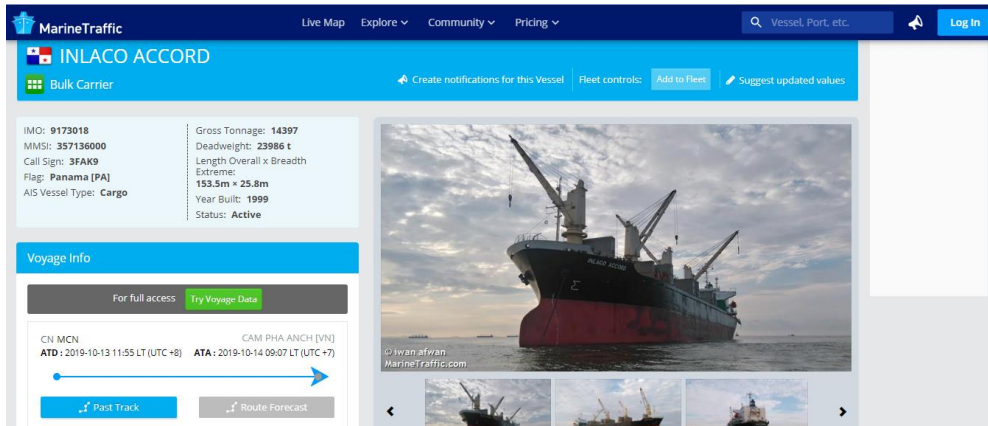 MarineTraffic
Live Map Explore Community Pricing
Vessel, Port, etc.
Log In
INLACO ACCORD
Bulk Carrier
Create notifications for this Vessel Fleet controls: Add to Fleet Suggest updated values
IMO: 9173018
MMSI: 357136000
Call Sign: 3FAK9
Flag: Panama [PA]
AIS Vessel Type: Cargo
Gross Tonnage: 14397
Deadweight: 23986 t
Length Overall x Breadth
Extreme:
153.5m × 25.8m
Year Built: 1999
Status: Active
INLACO ACCORD
© iwan afwan
MarineTraffic.com
Voyage Info
For full access Try Voyage Data
CN MCN CAM PHA ANCH [VN]
ATD : 2019-10-13 11:55 LT (UTC +8) ATA : 2019-10-14 09:07 LT (UTC +7)
Past Track Route Forecast